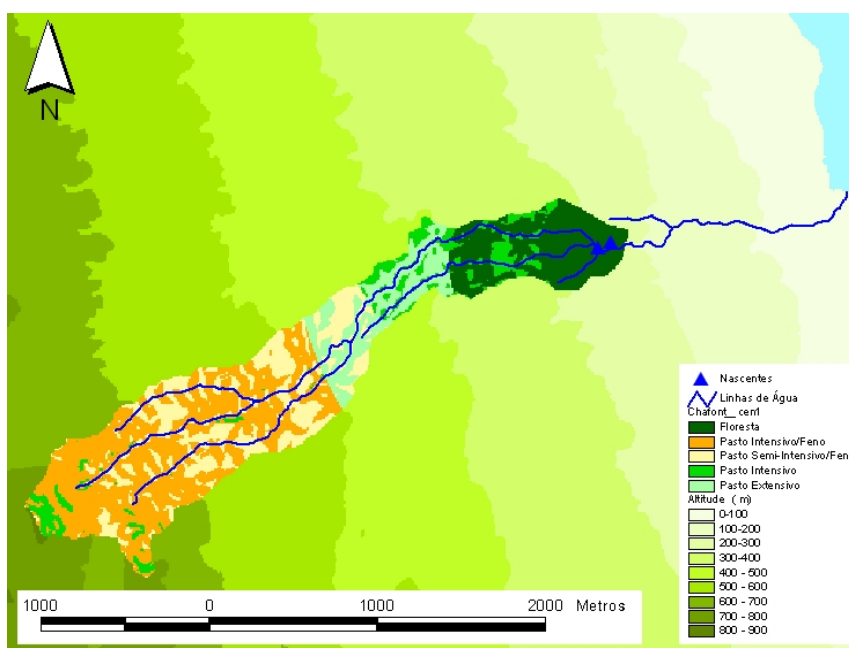 N
Nascentes
Linhas de Água
Chafont_cen1
Floresta
Pasto Intensivo/Feno
Pasto Semi-Intensivo/Fen
Pasto Intensivo
Pasto Extensivo
Altitude (m)
0-100
100-200
200-300
300-400
400 - 500
500 - 600
600 - 700
700 - 800
800 - 900
1000 0 1000 2000 Metros